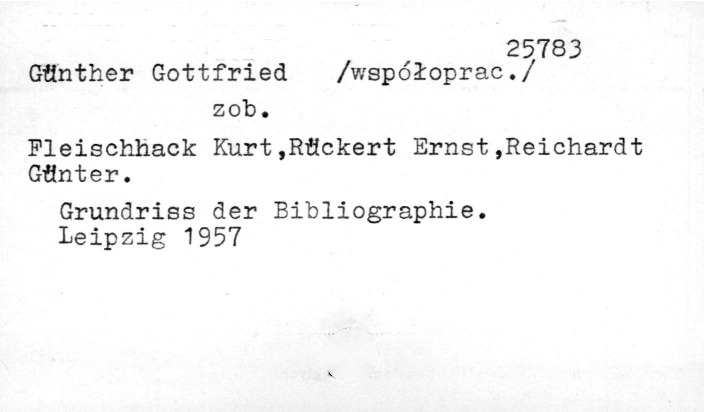 25783
Günther Gottfried /współoprac./
zob.
Fleischhack Kurt,Rückert Ernst,Reichardt
Günter.
Grundriss der Bibliographie.
Leipzig 1957